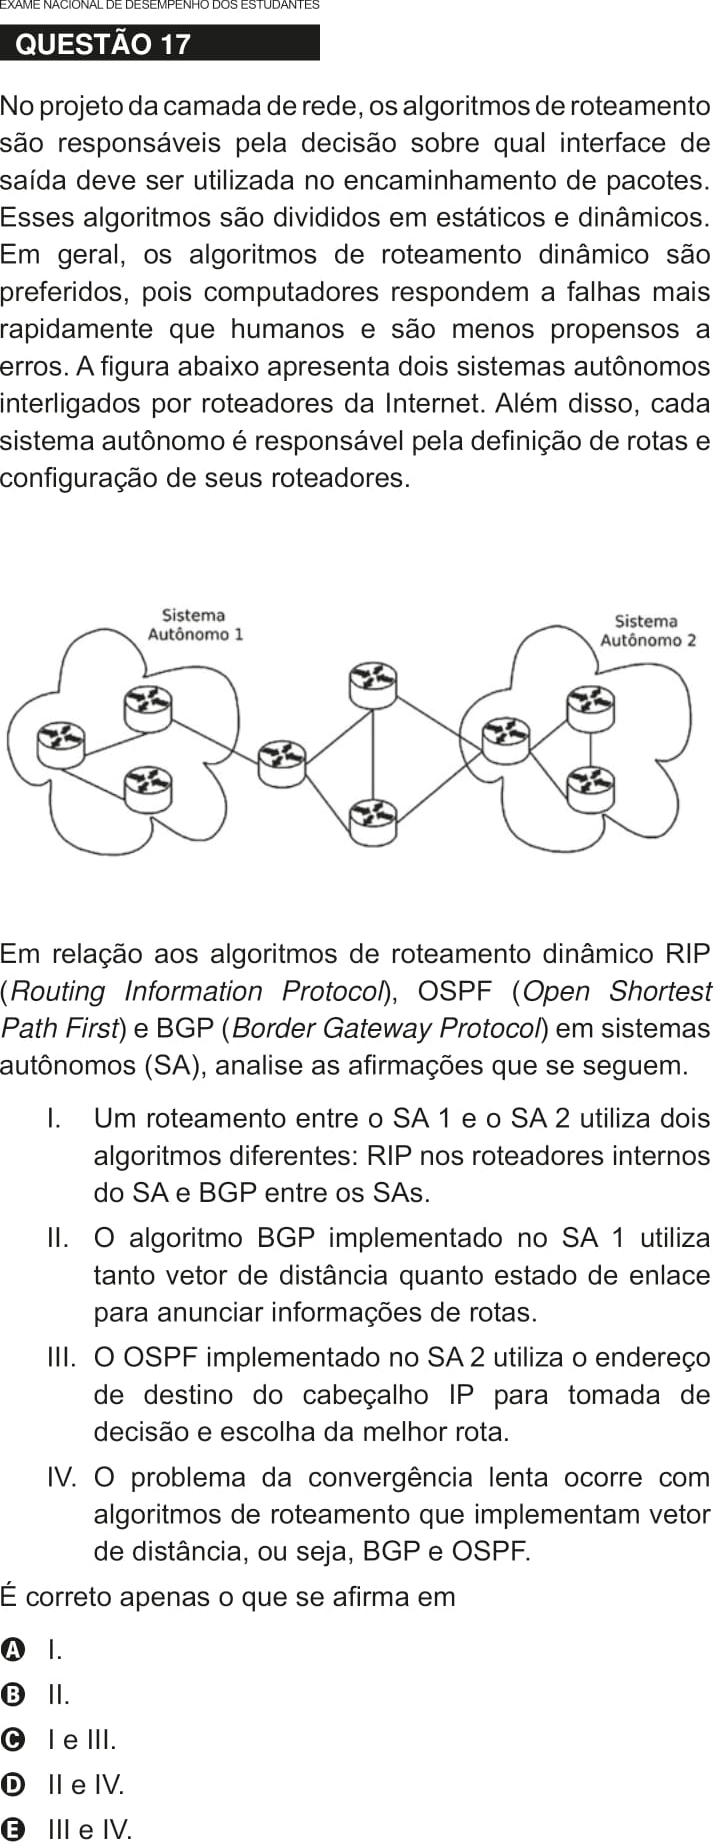 EXAME NACIONAL DE DESEMPENHO DOS ESTUDANTES
QUESTÃO 17
No projeto da camada de rede, os algoritmos de roteamento
são responsáveis pela decisão sobre qual interface de
saída deve ser utilizada no encaminhamento de pacotes.
Esses algoritmos são divididos em estáticos e dinâmicos.
Em geral, os algoritmos de roteamento dinâmico são
preferidos, pois computadores respondem a falhas mais
rapidamente que humanos e são menos propensos a
erros. A figura abaixo apresenta dois sistemas autônomos
interligados por roteadores da Internet. Além disso, cada
sistema autônomo é responsável pela definição de rotas e
configuração de seus roteadores.
Sistema
Autônomo 1
Sistema
Autônomo 2
Em relação aos algoritmos de roteamento dinâmico RIP
(Routing Information Protocol), OSPF (Open Shortest
Path First) e BGP (Border Gateway Protocol) em sistemas
autônomos (SA), analise as afirmações que se seguem.
I. Um roteamento entre o SA 1 e o SA 2 utiliza dois
algoritmos diferentes: RIP nos roteadores internos
do SA e BGP entre os SAs.
II. O algoritmo BGP implementado no SA 1 utiliza
tanto vetor de distância quanto estado de enlace
para anunciar informações de rotas.
III. O OSPF implementado no SA 2 utiliza o endereço
de destino do cabeçalho IP para tomada de
decisão e escolha da melhor rota.
IV. O problema da convergência lenta ocorre com
algoritmos de roteamento que implementam vetor
de distância, ou seja, BGP e OSPF.
É correto apenas o que se afirma em
A I.
B II.
C I e III.
D II e IV.
E III e IV.